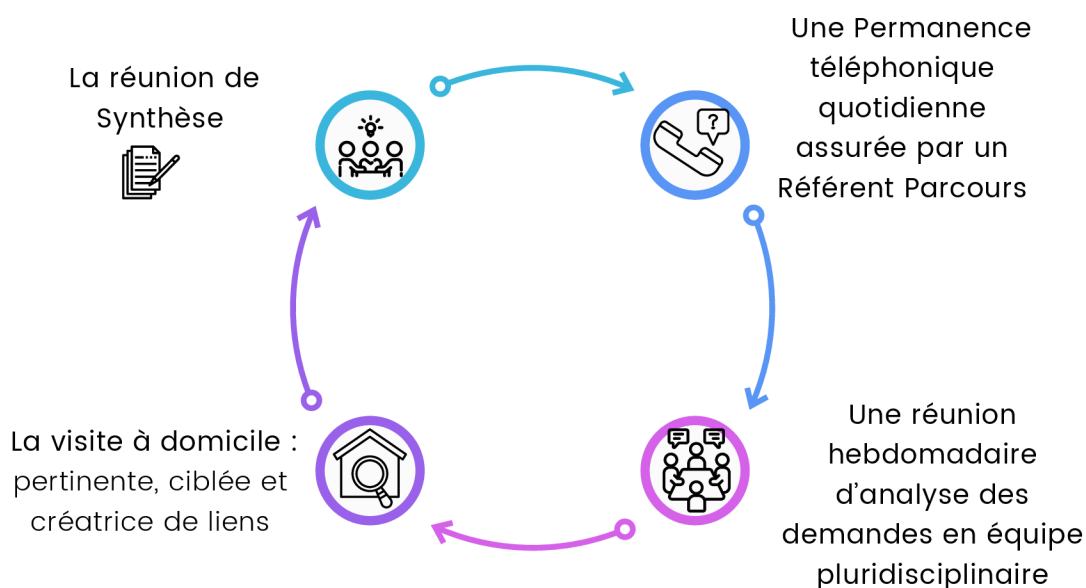 La réunion de
Synthèse
Une Permanence
téléphonique
quotidienne
assurée par un
Référent Parcours
?
La visite à domicile :
pertinente, ciblée et
créatrice de liens
Une réunion
hebdomadaire
d’analyse des
demandes en équipe
pluridisciplinaire